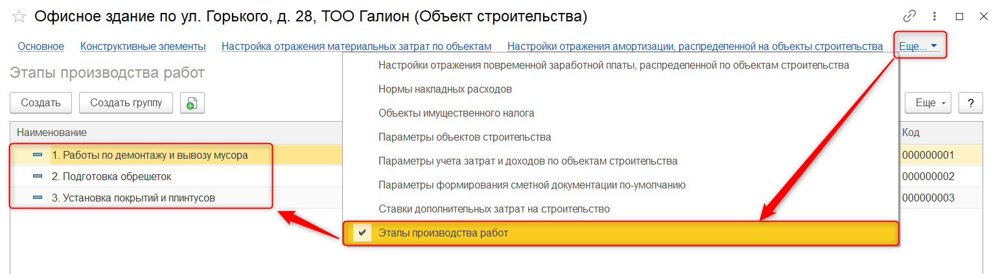 Офисное здание по ул. Горького, д. 28, ТОО Галион (Объект строительства)
Основное Конструктивные элементы Настройка отражения материальных затрат по объектам Настройки отражения амортизации, распределенной на объекты строительства Еще...
Этапы производства работ
Создать Создать группу Еще ?
Настройки отражения повременной заработной платы, распределенной по объектам строительства
Нормы накладных расходов
Объекты имущественного налога
Параметры объектов строительства
Параметры учета затрат и доходов по объектам строительства
Параметры формирования сметной документации по-умолчанию
Ставки дополнительных затрат на строительство
Этапы производства работ
Наименование Код
1. Работы по демонтажу и вывозу мусора 000000001
2. Подготовка обрешеток 000000002
3. Установка покрытий и плинтусов 000000003